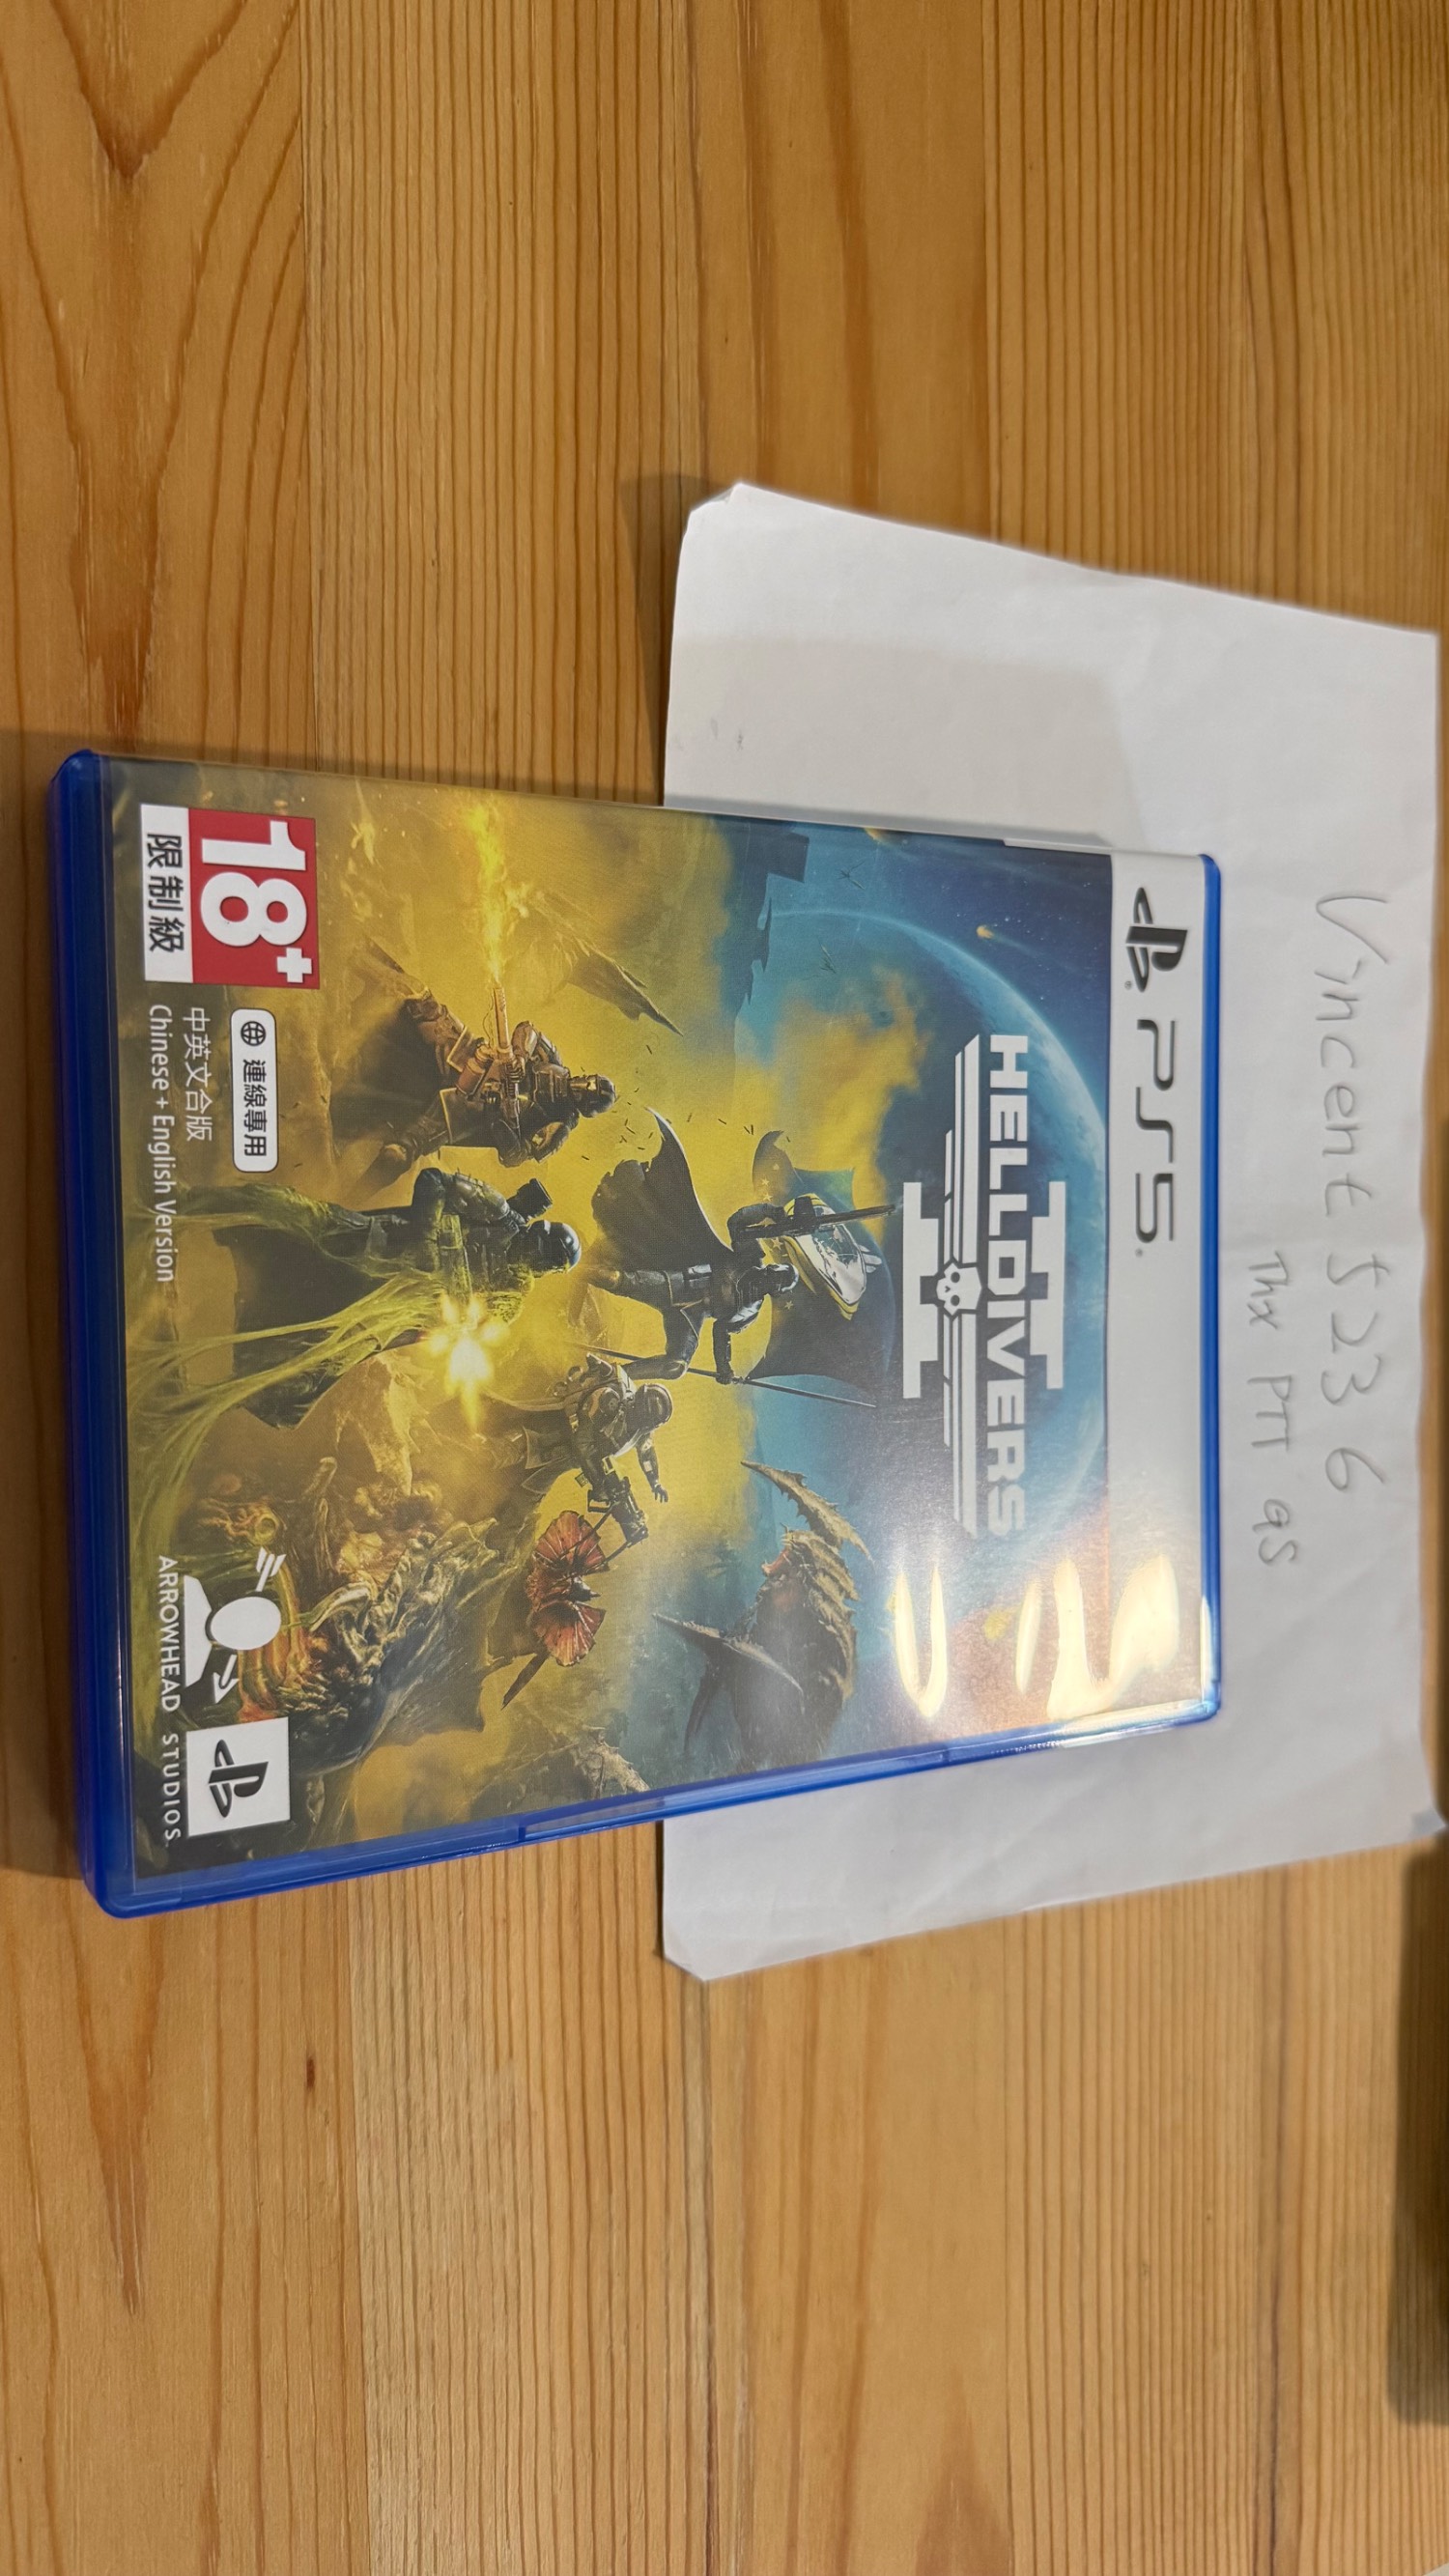 Vincent 5236
Thx PTT gs
PS5
HELLDIVERS
II
18+
限制級
連線專用
中英文合版
Chinese + English Version
ARROWHEAD STUDIOS